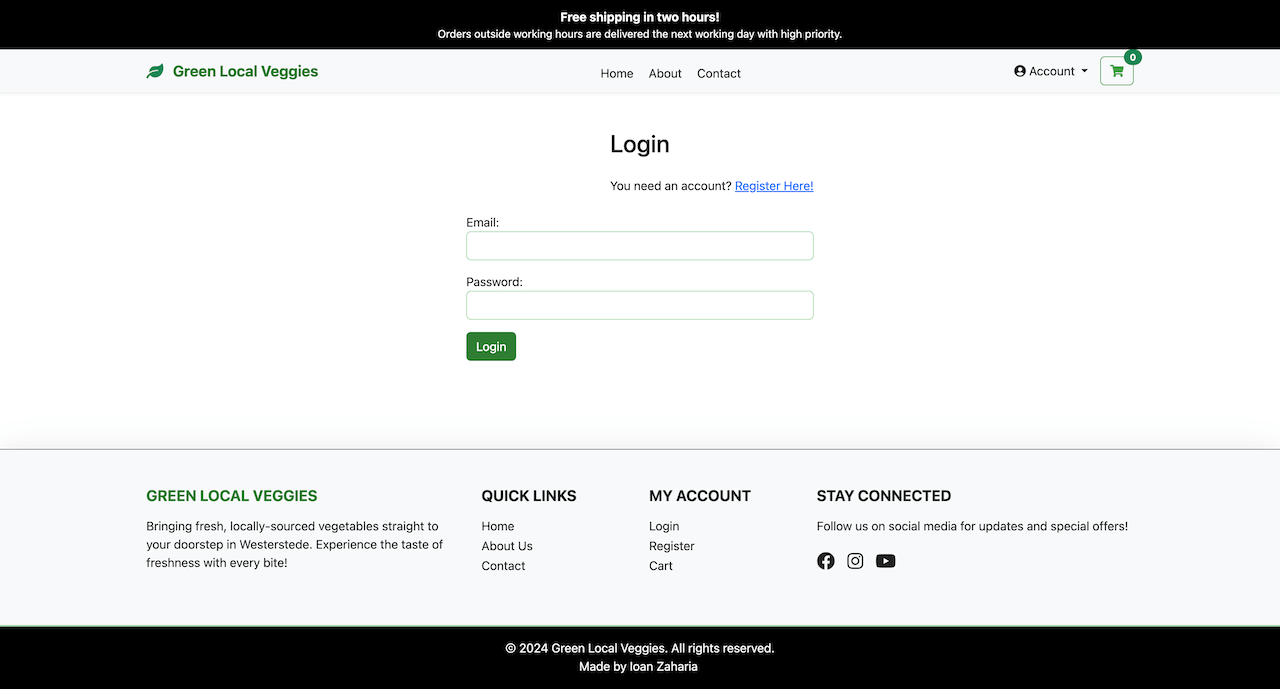 Free shipping in two hours!
Orders outside working hours are delivered the next working day with high priority.
Green Local Veggies
Home About Contact
Account
0
Login
You need an account? Register Here!
Email:
Password:
Login
GREEN LOCAL VEGGIES
Bringing fresh, locally-sourced vegetables straight to
your doorstep in Westerstede. Experience the taste of
freshness with every bite!
QUICK LINKS
Home
About Us
Contact
MY ACCOUNT
Login
Register
Cart
STAY CONNECTED
Follow us on social media for updates and special offers!
© 2024 Green Local Veggies. All rights reserved.
Made by Ioan Zaharia